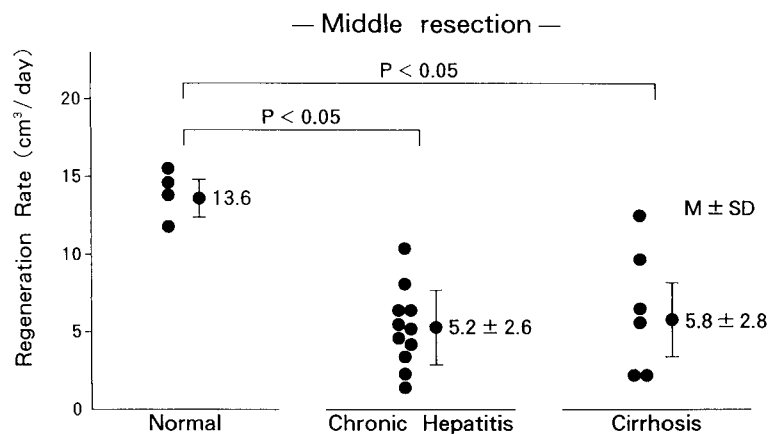 — Middle resection —
Regeneration Rate (cm³/day)
P < 0.05
20
P < 0.05
15
13.6
M ± SD
10
5
5.2 ± 2.6
5.8 ± 2.8
0
Normal
Chronic Hepatitis
Cirrhosis